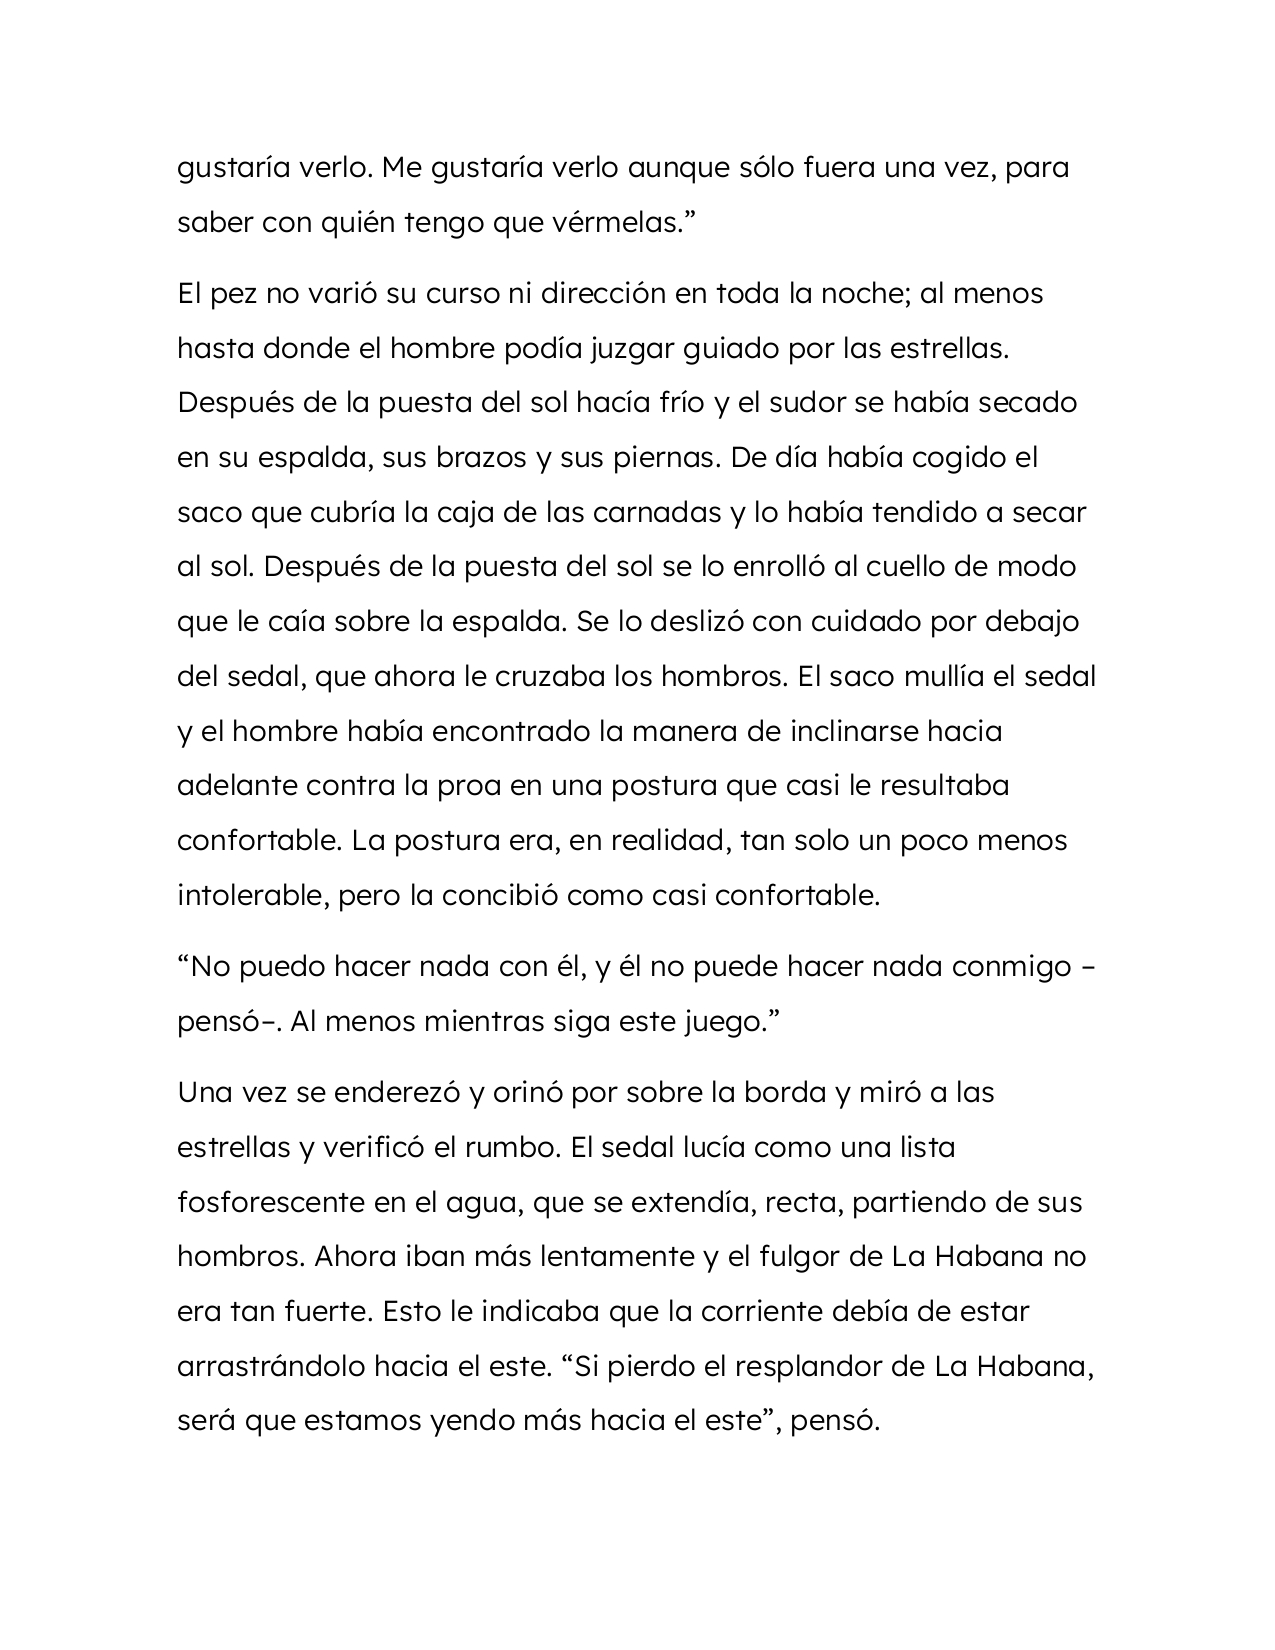 gustaría verlo. Me gustaría verlo aunque sólo fuera una vez, para
saber con quién tengo que vérmelas.”
El pez no varió su curso ni dirección en toda la noche; al menos
hasta donde el hombre podía juzgar guiado por las estrellas.
Después de la puesta del sol hacía frío y el sudor se había secado
en su espalda, sus brazos y sus piernas. De día había cogido el
saco que cubría la caja de las carnadas y lo había tendido a secar
al sol. Después de la puesta del sol se lo enrolló al cuello de modo
que le caía sobre la espalda. Se lo deslizó con cuidado por debajo
del sedal, que ahora le cruzaba los hombros. El saco mullía el sedal
y el hombre había encontrado la manera de inclinarse hacia
adelante contra la proa en una postura que casi le resultaba
confortable. La postura era, en realidad, tan solo un poco menos
intolerable, pero la concibió como casi confortable.
“No puedo hacer nada con él, y él no puede hacer nada conmigo –
pensó–. Al menos mientras siga este juego.”
Una vez se enderezó y orinó por sobre la borda y miró a las
estrellas y verificó el rumbo. El sedal lucía como una lista
fosforescente en el agua, que se extendía, recta, partiendo de sus
hombros. Ahora iban más lentamente y el fulgor de La Habana no
era tan fuerte. Esto le indicaba que la corriente debía de estar
arrastrándolo hacia el este. “Si pierdo el resplandor de La Habana,
será que estamos yendo más hacia el este”, pensó.